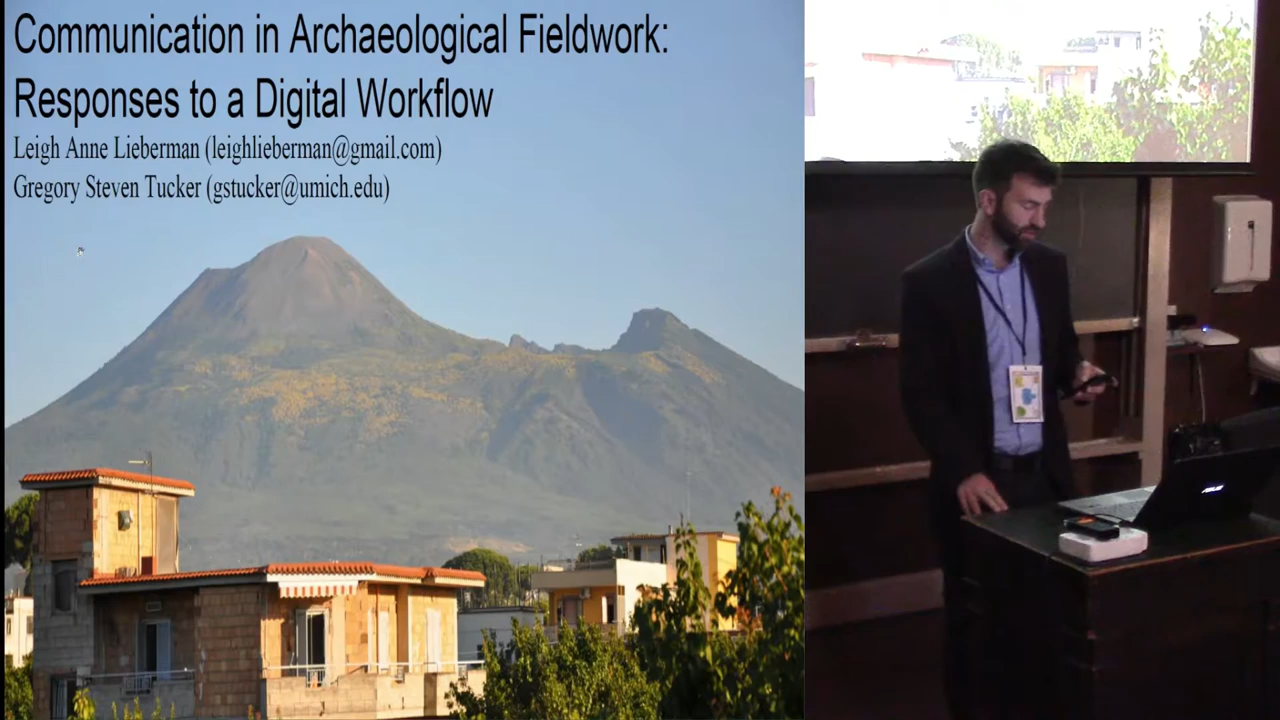 Communication in Archaeological Fieldwork:
Responses to a Digital Workflow
Leigh Anne Lieberman (leighlieberman@gmail.com)
Gregory Steven Tucker (gstucker@umich.edu)
ASUS